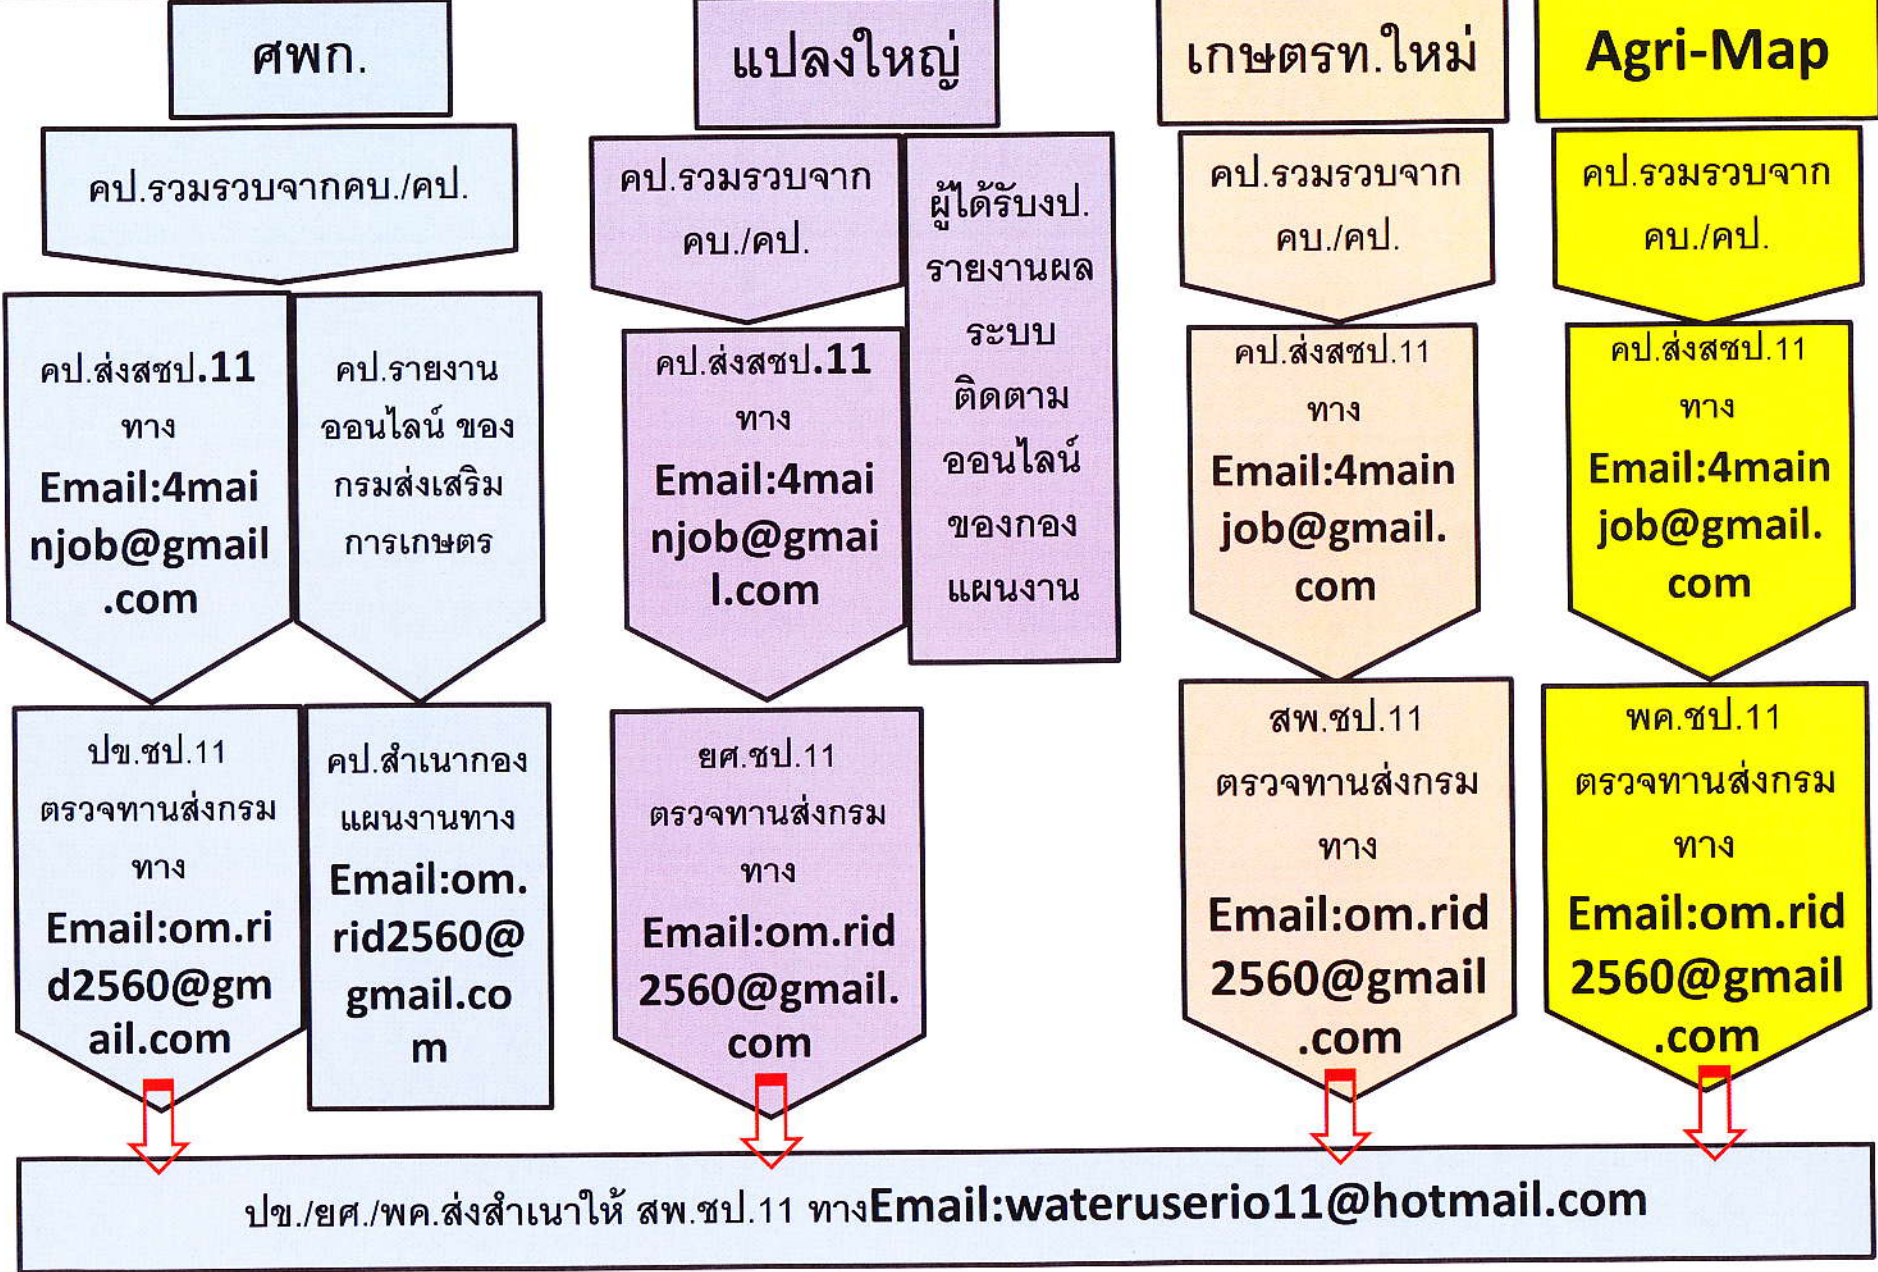 ศพก.
คป.รวมรวบจากคบ./คป.
คป.ส่งสชป.11
ทาง
Email:4mai
njob@gmail
.com
คป.รายงาน
ออนไลน์ ของ
กรมส่งเสริม
การเกษตร
ปข.ชป.11
ตรวจทานส่งกรม
ทาง
Email:om.ri
d2560@gm
ail.com
คป.สำเนากอง
แผนงานทาง
Email:om.
rid2560@
gmail.co
m
แปลงใหญ่
คป.รวมรวบจาก
คบ./คป.
คป.ส่งสชป.11
ทาง
Email:4mai
njob@gmai
l.com
ยศ.ชป.11
ตรวจทานส่งกรม
ทาง
Email:om.rid
2560@gmail.
com
ผู้ได้รับงป.
รายงานผล
ระบบ
ติดตาม
ออนไลน์
ของกอง
แผนงาน
เกษตรท.ใหม่
คป.รวมรวบจาก
คบ./คป.
คป.ส่งสชป.11
ทาง
Email:4main
job@gmail.
com
สพ.ชป.11
ตรวจทานส่งกรม
ทาง
Email:om.rid
2560@gmail
.com
Agri-Map
คป.รวมรวบจาก
คบ./คป.
คป.ส่งสชป.11
ทาง
Email:4main
job@gmail.
com
พค.ชป.11
ตรวจทานส่งกรม
ทาง
Email:om.rid
2560@gmail
.com
ปข./ยศ./พค.ส่งสำเนาให้ สพ.ชป.11 ทางEmail:wateruserio11@hotmail.com